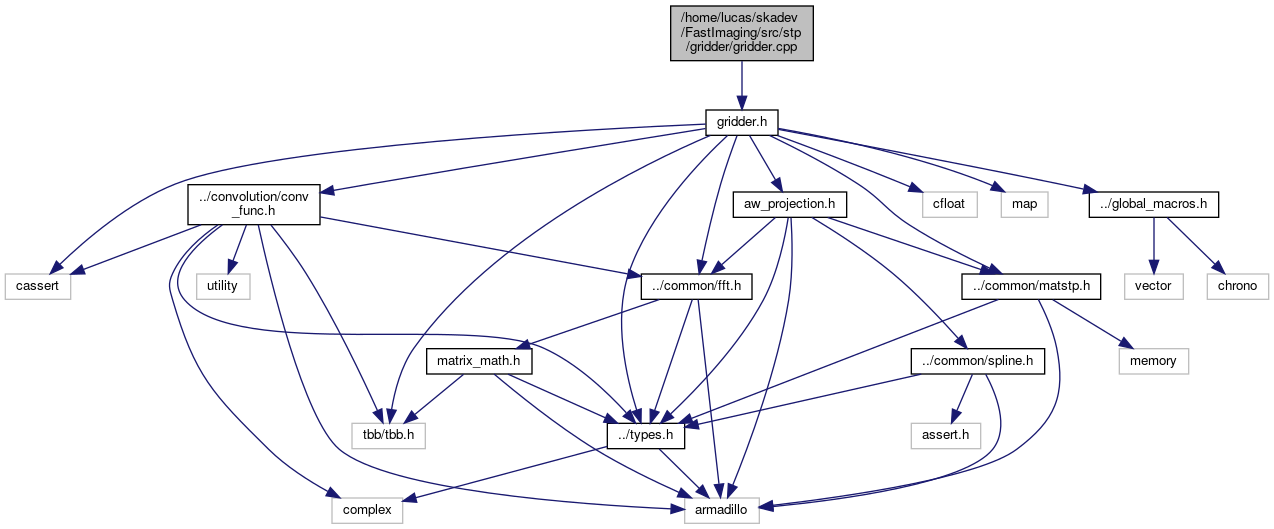 /home/lucas/skadev
/FastImaging/src/stp
/gridder/gridder.cpp
gridder.h
../convolution/conv
_func.h
aw_projection.h
cfloat
map
../global_macros.h
cassert
utility
../common/fft.h
../common/matstp.h
vector
chrono
matrix_math.h
../common/spline.h
memory
tbb/tbb.h
../types.h
assert.h
complex
armadillo